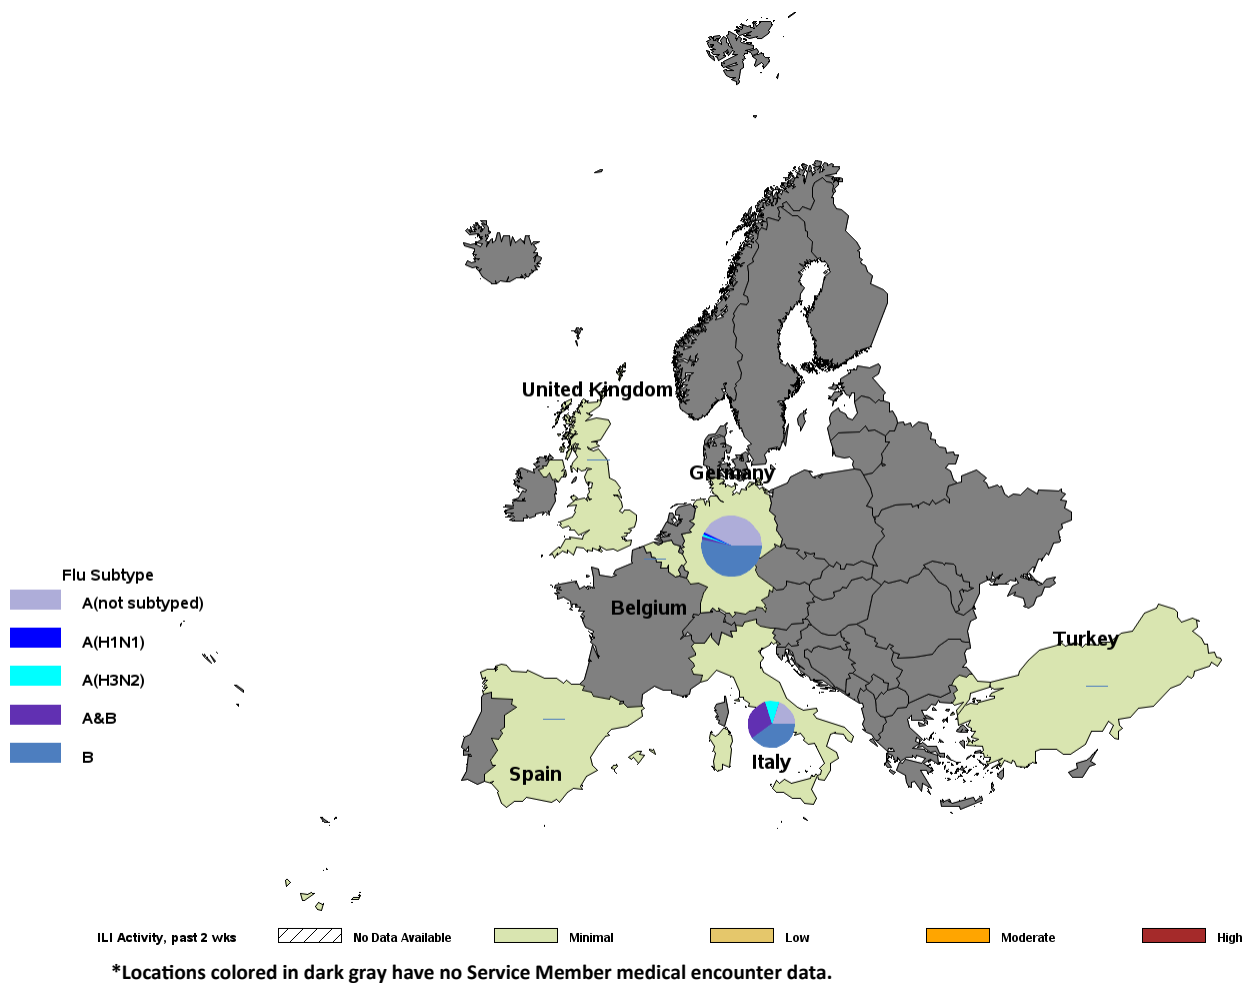 United Kingdom
Germany
Flu Subtype
A(not subtyped)
Belgium
A(H1N1)
Turkey
A(H3N2)
A&B
B
Italy
Spain
ILI Activity, past 2 wks No Data Available Minimal Low Moderate High
*Locations colored in dark gray have no Service Member medical encounter data.